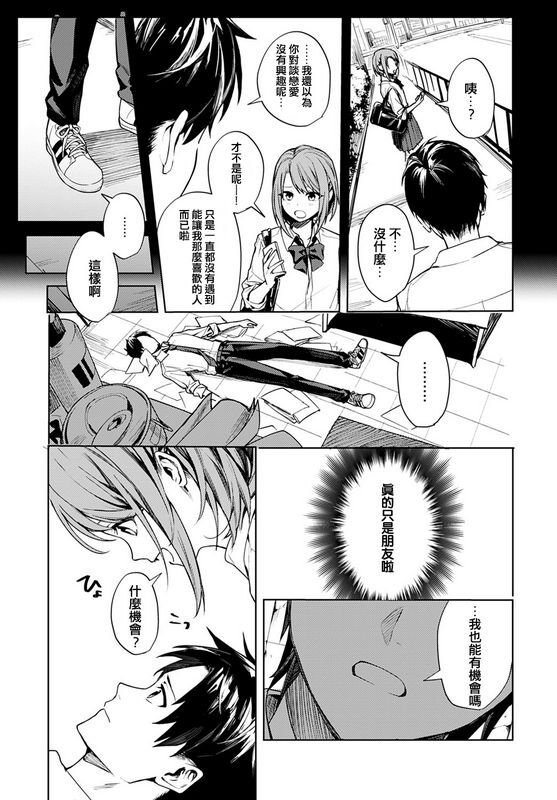 咦…?
不…
沒什麼…
……我還以為
你對談戀愛
沒有興趣呢…
才不是呢!!
只是一直都沒有遇到
能讓我那麼喜歡的人
而已啦
……
這樣啊
………
真的只是朋友啦
…我也能有機會嗎
什麼機會?
ひょ